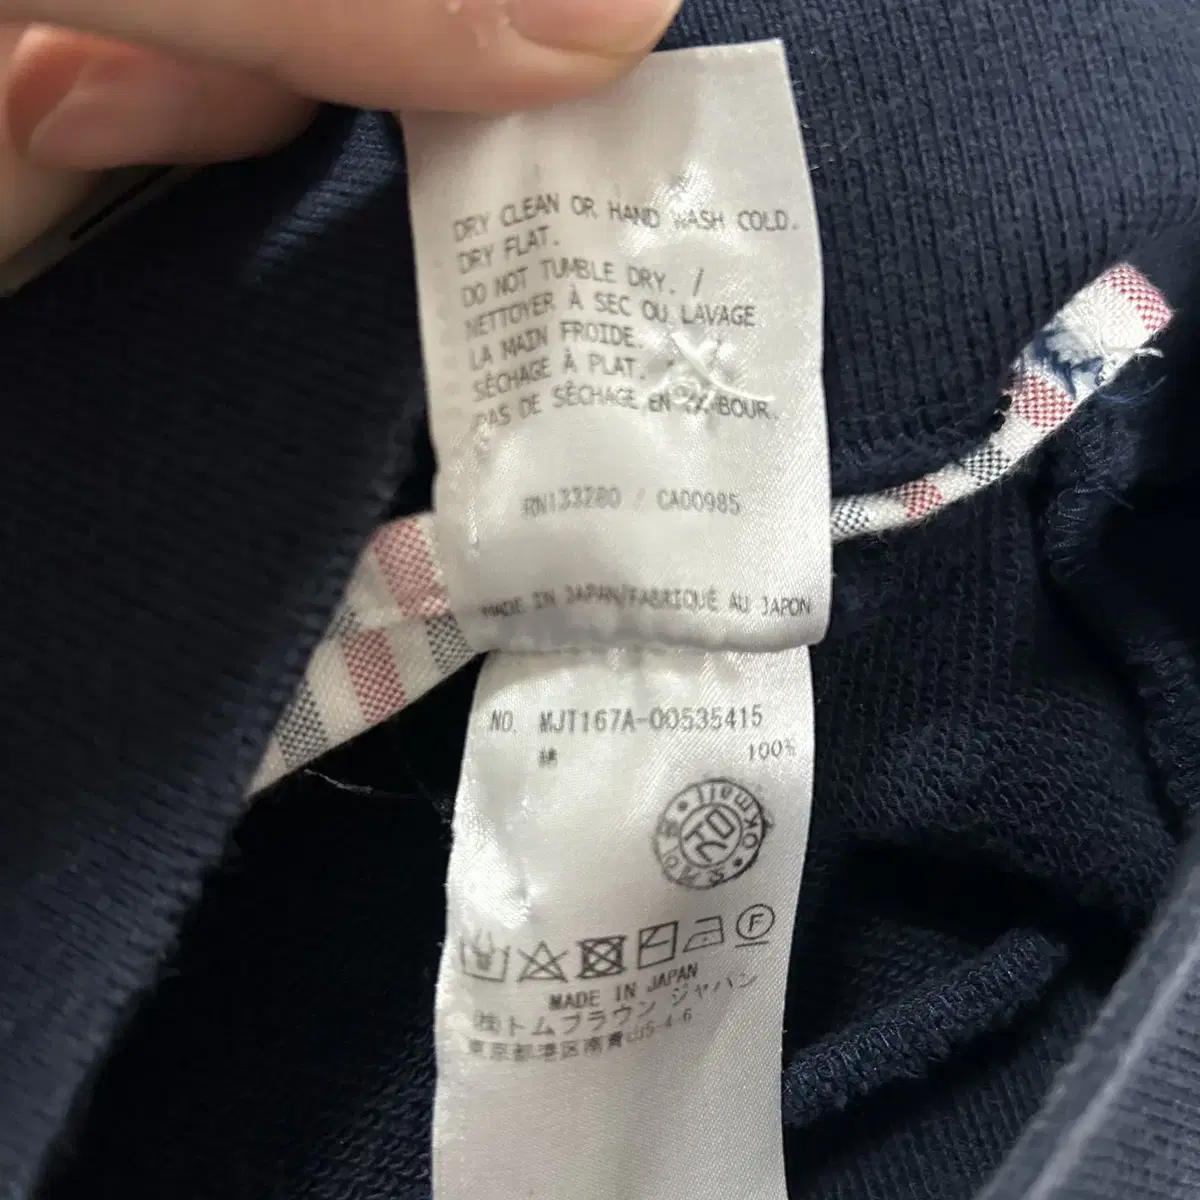 DRY CLEAN OR HAND WASH COLD.
DRY FLAT.
DO NOT TUMBLE DRY. /
NETTOYER À SEC OU LAVAGE
LA MAIN FROIDE.
SÉCHAGE À PLAT.
PAS DE SÉCHAGE EN BOUR.
RN133280 / CA00985
MADE IN JAPAN/FABRIQUÉ AU JAPON
NO. MJT167A-00535415
綿 100%
F
MADE IN JAPAN
㈱トムブラウン ジャパン
東京都港区南青山5-4-6